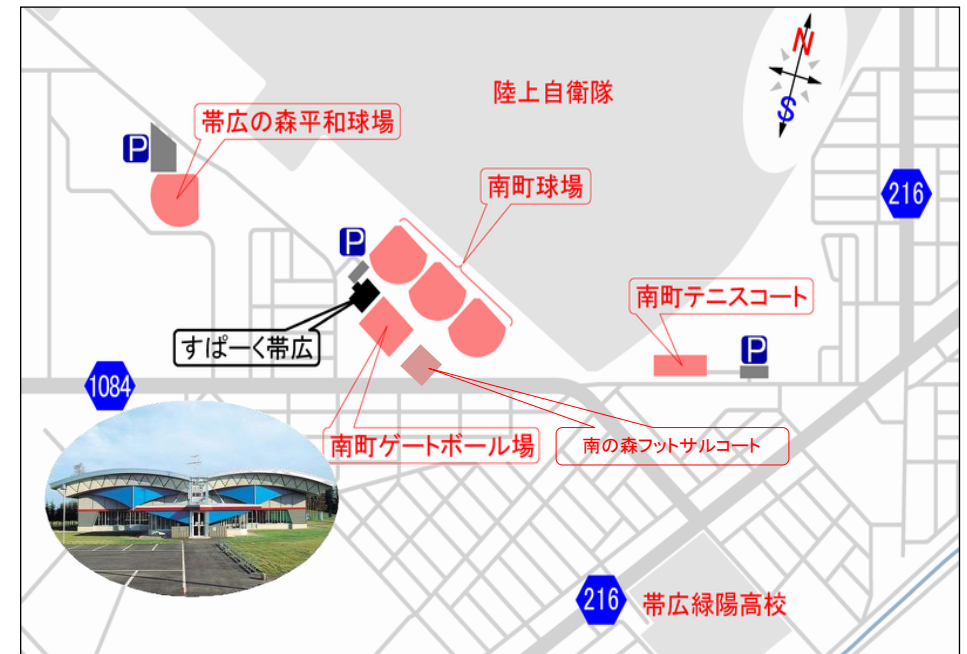 N
S
陸上自衛隊
帯広の森平和球場
P
南町球場
216
P
南町テニスコート
すぱーく帯広
P
1084
南町ゲートボール場
南の森フットサルコート
216
帯広緑陽高校